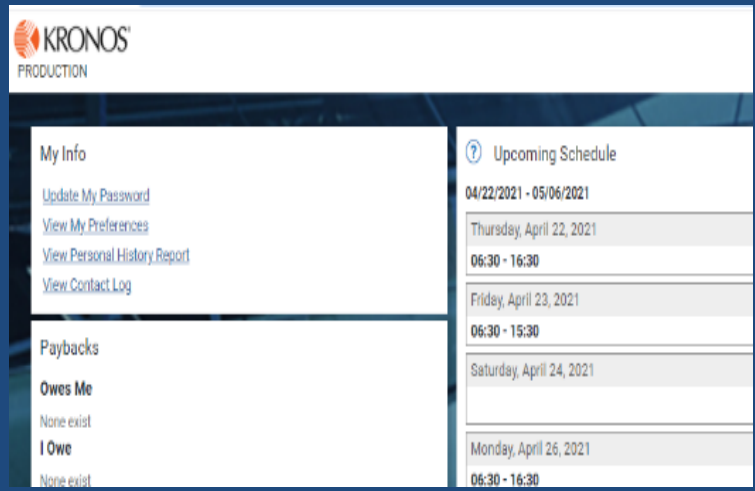 KRONOS
PRODUCTION
My Info
Update My Password
View My Preferences
View Personal History Report
View Contact Log
Paybacks
Owes Me
None exist
I Owe
None exist
? Upcoming Schedule
04/22/2021 - 05/06/2021
Thursday, April 22, 2021
06:30 - 16:30
Friday, April 23, 2021
06:30 - 15:30
Saturday, April 24, 2021
Monday, April 26, 2021
06:30 - 16:30